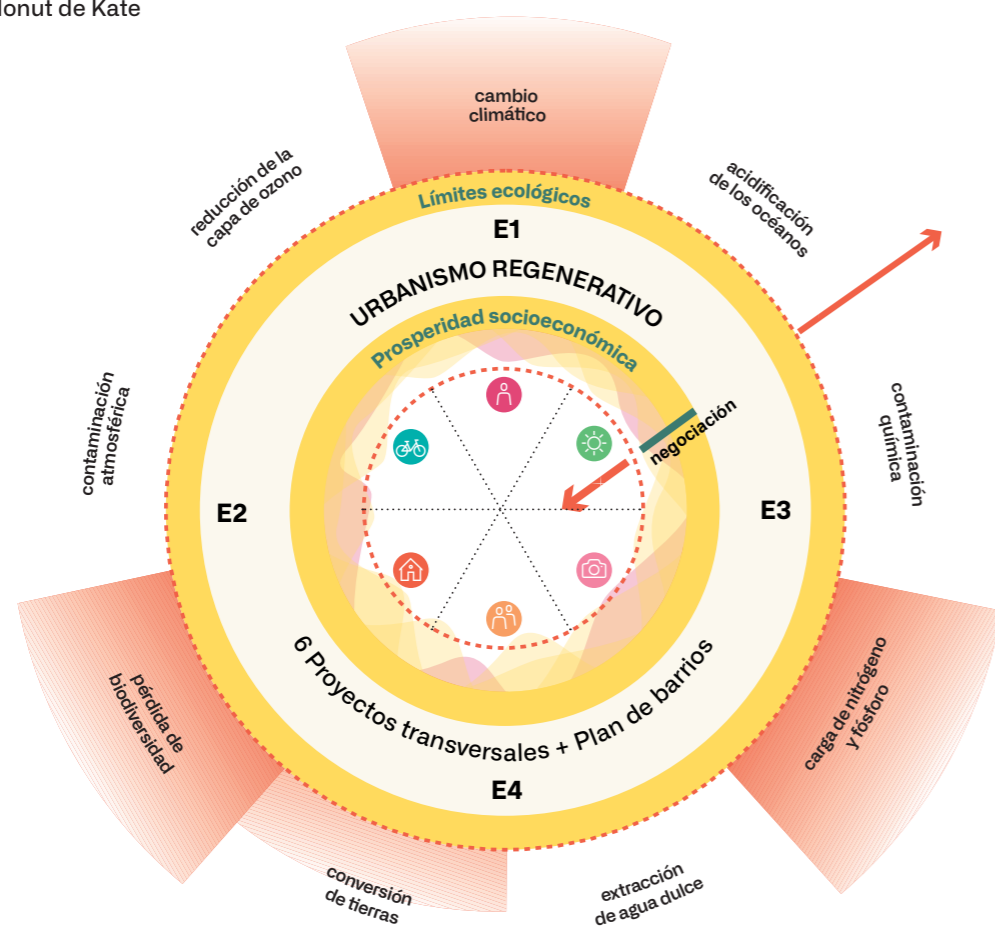 de Kate
cambio
climático
reducción de la
capa de ozono
acidificación
de los océanos
Límites ecológicos
E1
URBANISMO REGENERATIVO
Prosperidad socioeconómica
contaminación
atmosférica
contaminación
química
negociación
E2
E3
6 Proyectos transversales + Plan de barrios
E4
pérdida de
biodiversidad
carga de nitrógeno
y fósforo
conversión
de tierras
extracción
de agua dulce